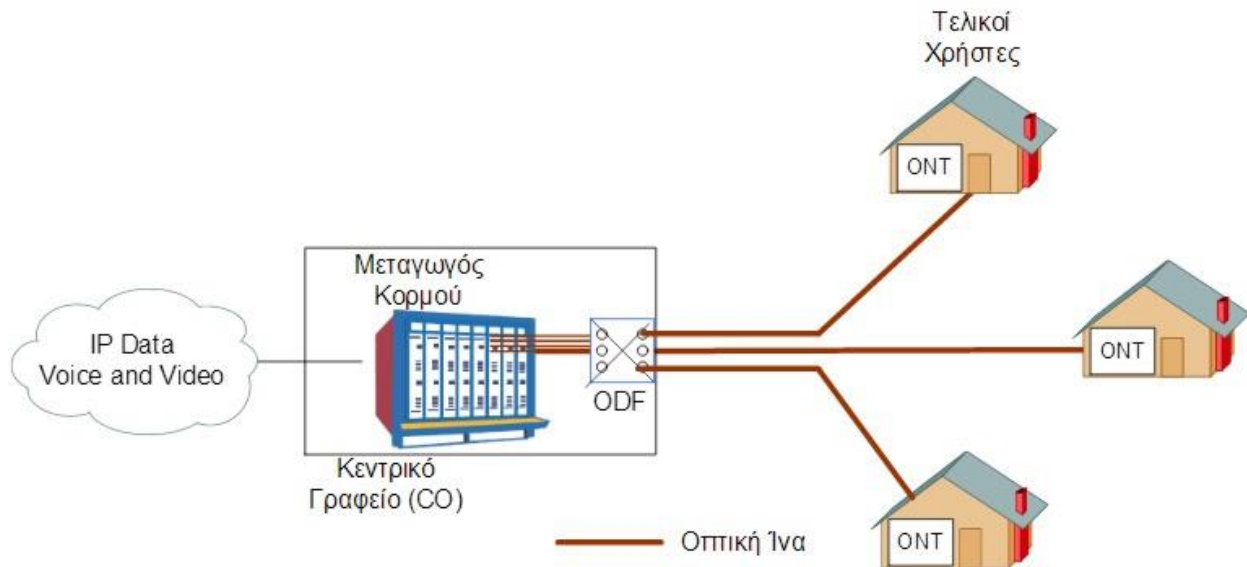 Τελικοί
Χρήστες
ONT
Μεταγωγός
Κορμού
IP Data
Voice and Video
ONT
ODF
Κεντρικό
Γραφείο (CO)
Οπτική Ίνα
ONT